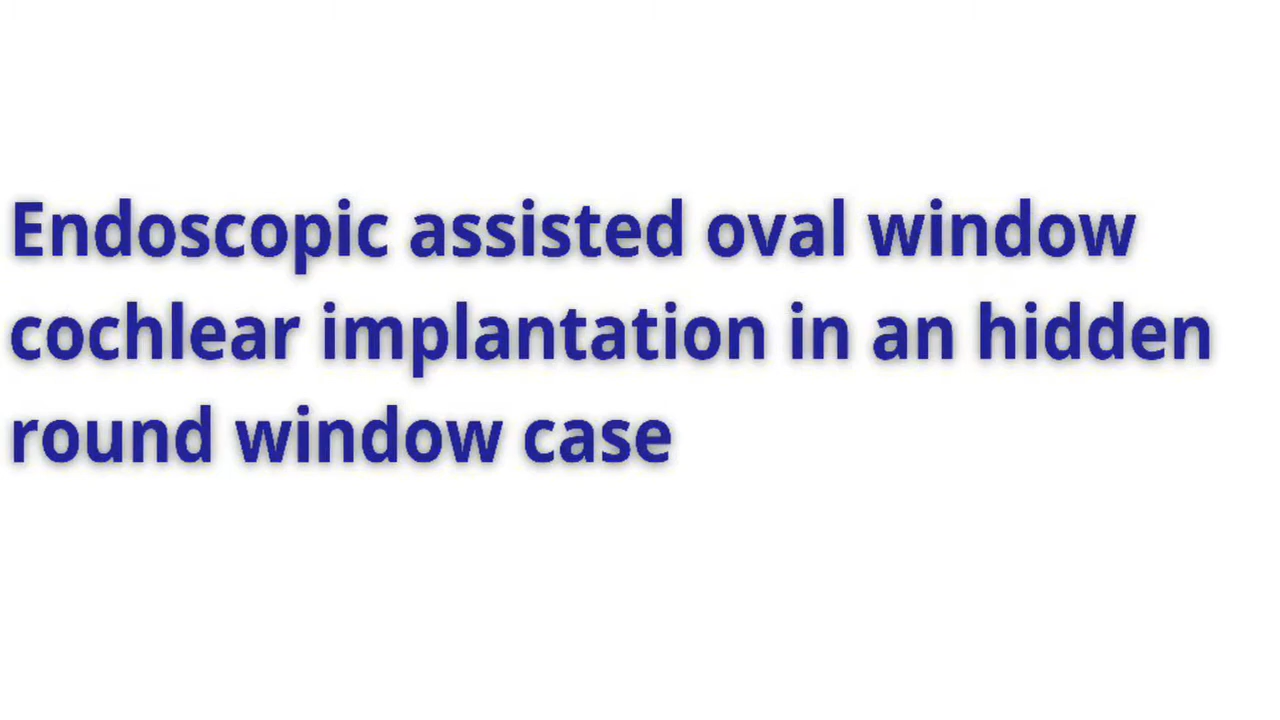 Endoscopic assisted oval window
cochlear implantation in an hidden
round window case